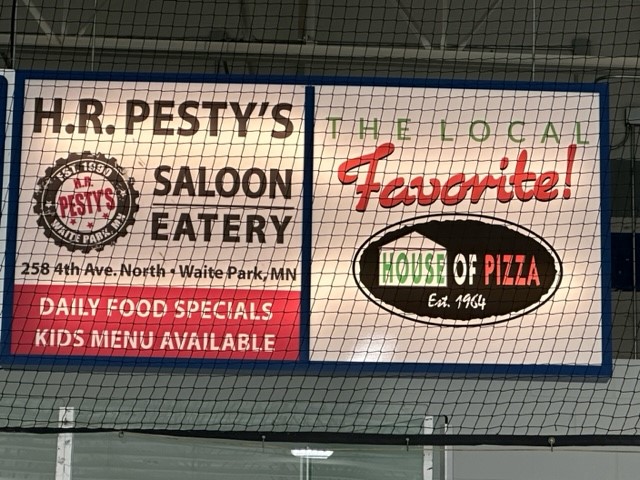 H.R. PESTY'S
EST. 1990
H.R.
PESTY'S
WAITE PARK, MN
SALOON
EATERY
258 4th Ave. North • Waite Park, MN
DAILY FOOD SPECIALS
KIDS MENU AVAILABLE
THE LOCAL
Favorite!
HOUSE OF PIZZA
Est. 1964